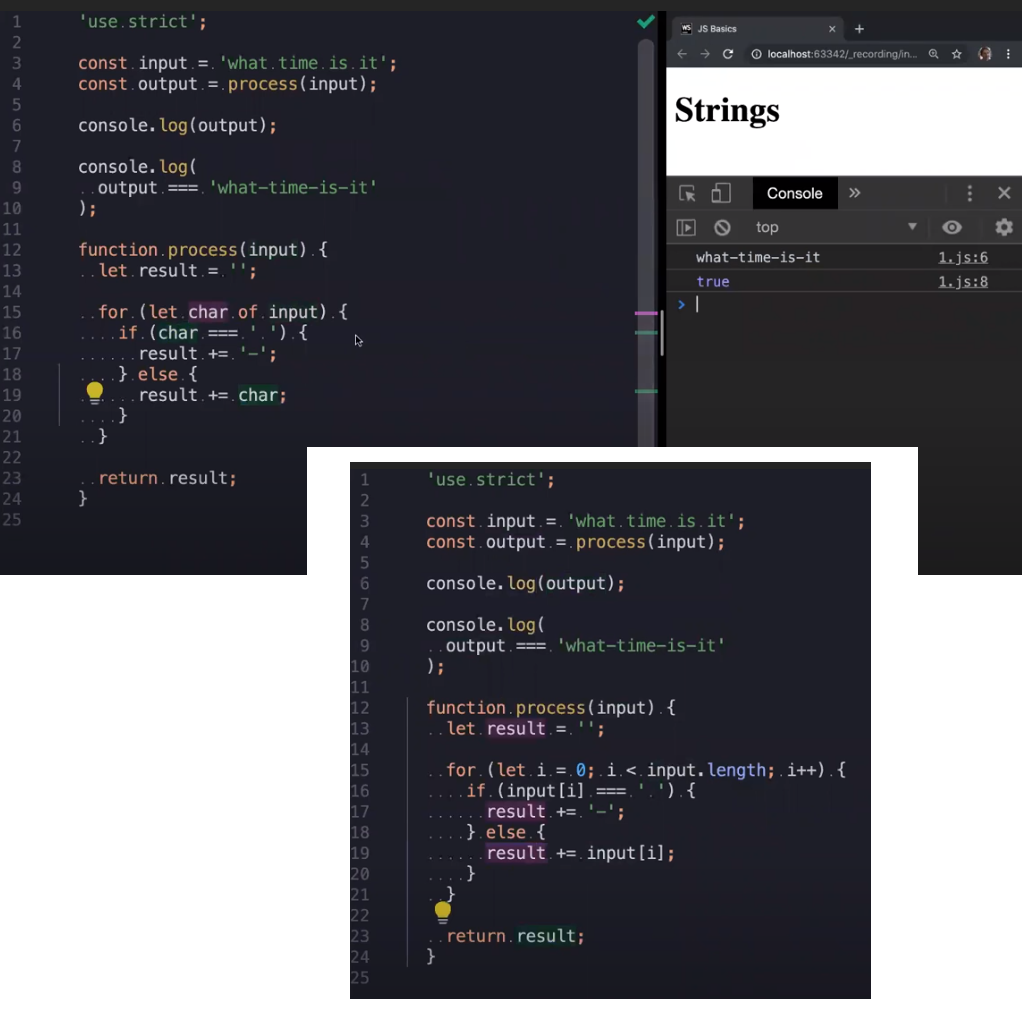 1 'use strict';
2
3 const input = 'what time is it';
4 const output = process(input);
5
6 console.log(output);
7
8 console.log(
9 output === 'what-time-is-it'
10 );
11
12 function process(input) {
13 let result = '';
14
15 for (let char of input) {
16 if (char === ' ') {
17 result += '-';
18 } else {
19 result += char;
20 }
21 }
22
23 return result;
24 }
25
JS Basics
localhost:63342/_recording/in...
Strings
Console
top
what-time-is-it 1.js:6
true 1.js:8
1 'use strict';
2
3 const input = 'what time is it';
4 const output = process(input);
5
6 console.log(output);
7
8 console.log(
9 output === 'what-time-is-it'
10 );
11
12 function process(input) {
13 let result = '';
14
15 for (let i = 0; i < input.length; i++) {
16 if (input[i] === ' ') {
17 result += '-';
18 } else {
19 result += input[i];
20 }
21 }
22
23 return result;
24 }
25